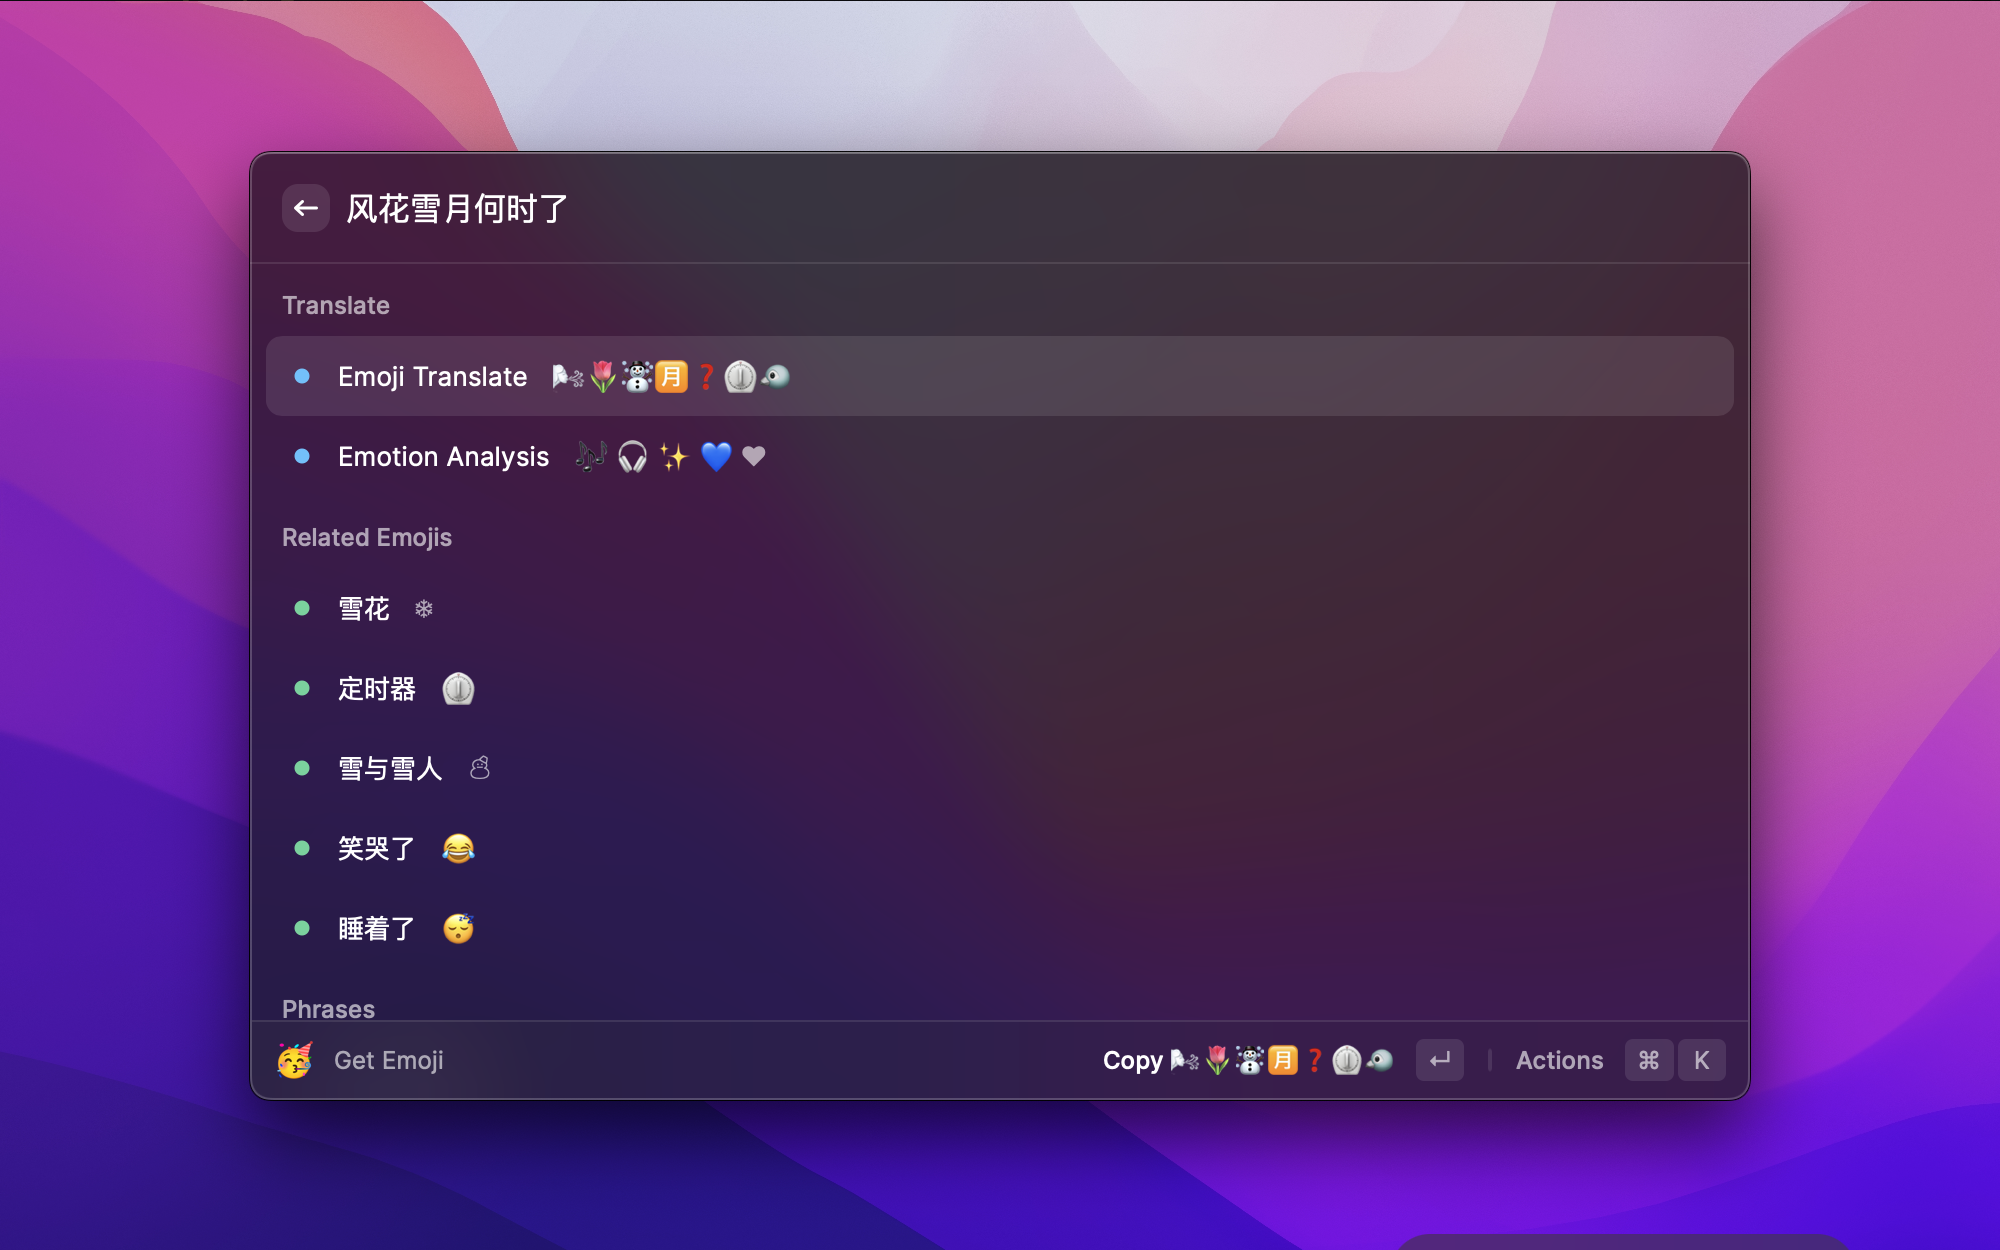 风花雪月何时了
Translate
Emoji Translate 🌬️🌷☃️🈷️❓⏲️🐟
Emotion Analysis 🎶 🎧 ✨ 💙 ♥
Related Emojis
雪花 ❄
定时器 ⏲️
雪与雪人 ☃
笑哭了 😂
睡着了 😴
Phrases
Get Emoji
Copy 🌬️🌷☃️🈷️❓⏲️🐟 ↵ | Actions ⌘ K